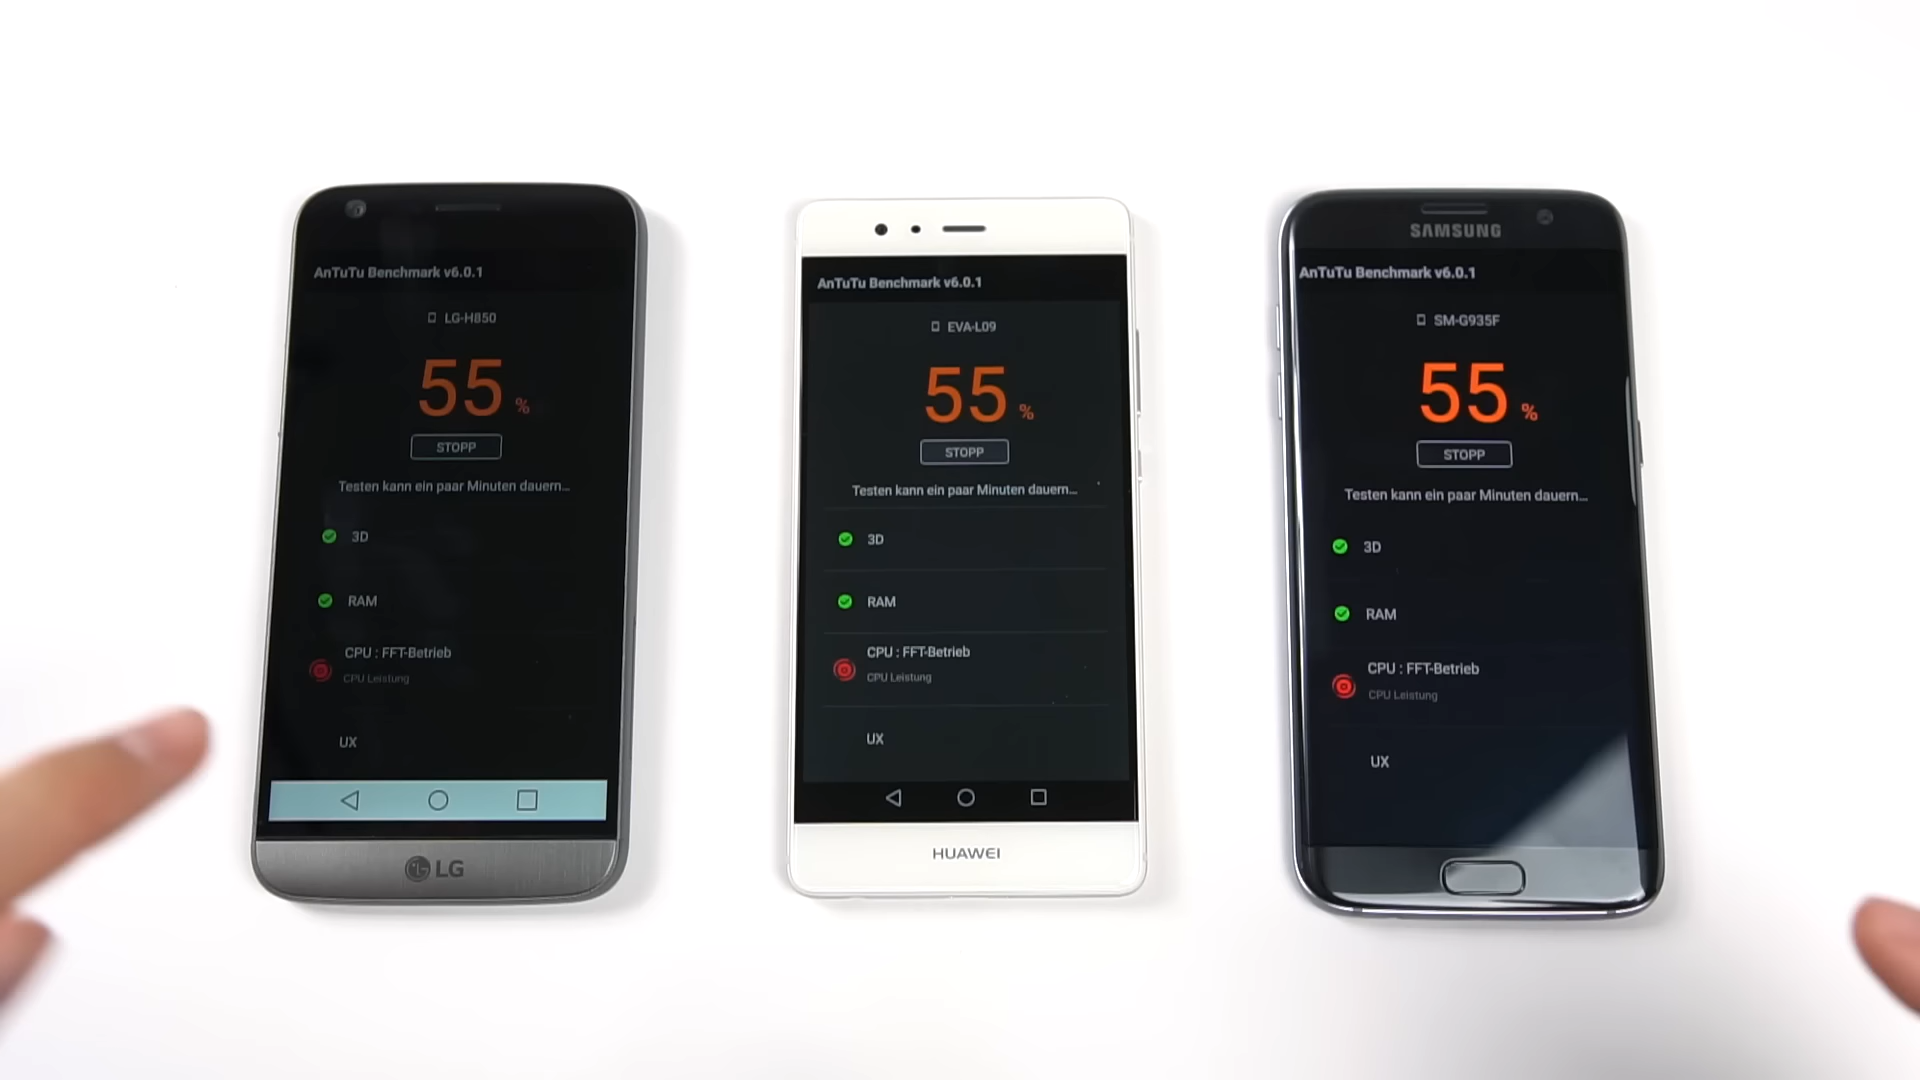 AnTuTu Benchmark v6.0.1
LG-H850
55 %
STOPP
Testen kann ein paar Minuten dauern...
3D
RAM
CPU : FFT-Betrieb
CPU Leistung
UX
LG
AnTuTu Benchmark v6.0.1
EVA-L09
55 %
STOPP
Testen kann ein paar Minuten dauern...
3D
RAM
CPU : FFT-Betrieb
CPU Leistung
UX
HUAWEI
SAMSUNG
AnTuTu Benchmark v6.0.1
SM-G935F
55 %
STOPP
Testen kann ein paar Minuten dauern...
3D
RAM
CPU : FFT-Betrieb
CPU Leistung
UX